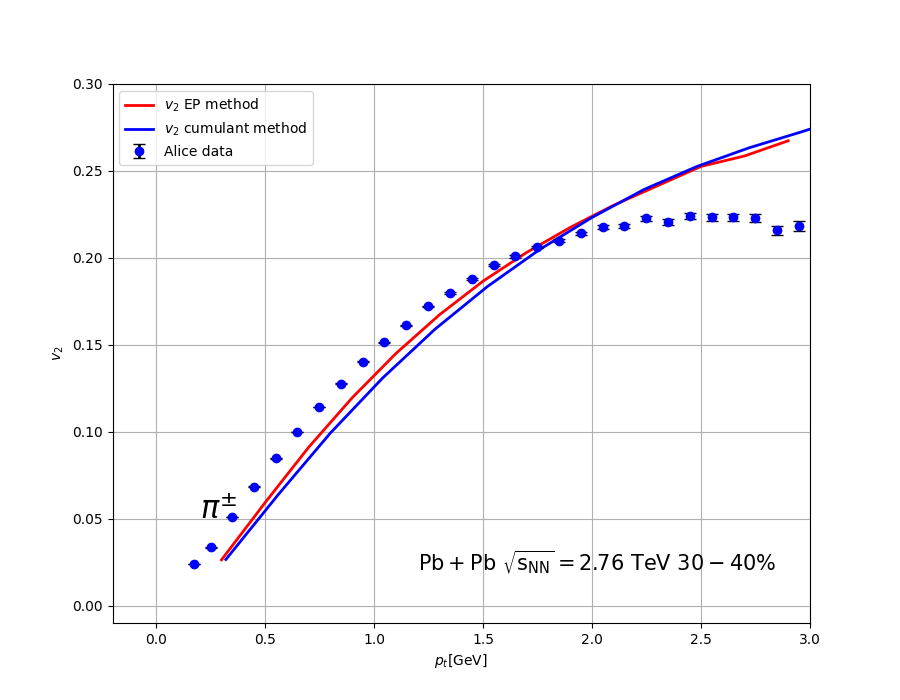 0.30
v₂ EP method
v₂ cumulant method
Alice data
0.25
0.20
0.15
v₂
0.10
π±
0.05
Pb + Pb √sNN = 2.76 TeV 30 − 40%
0.00
0.0 0.5 1.0 1.5 2.0 2.5 3.0
pt[GeV]